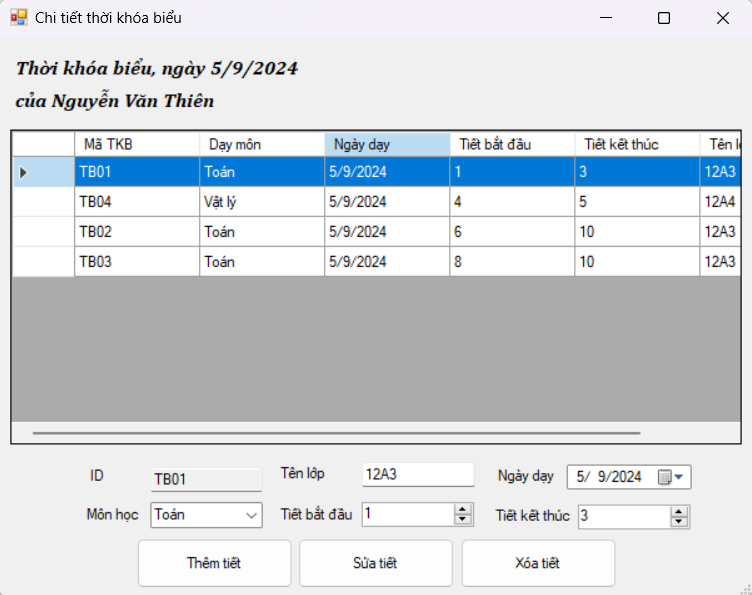 Chi tiết thời khóa biểu
Thời khóa biểu, ngày 5/9/2024
của Nguyễn Văn Thiên
Mã TKB Dạy môn Ngày dạy Tiết bắt đầu Tiết kết thúc Tên
TB01 Toán 5/9/2024 1 3 12A3
TB04 Vật lý 5/9/2024 4 5 12A4
TB02 Toán 5/9/2024 6 10 12A3
TB03 Toán 5/9/2024 8 10 12A3
ID TB01 Tên lớp 12A3 Ngày dạy 5/ 9/2024
Môn học Toán Tiết bắt đầu 1 Tiết kết thúc 3
Thêm tiết Sửa tiết Xóa tiết